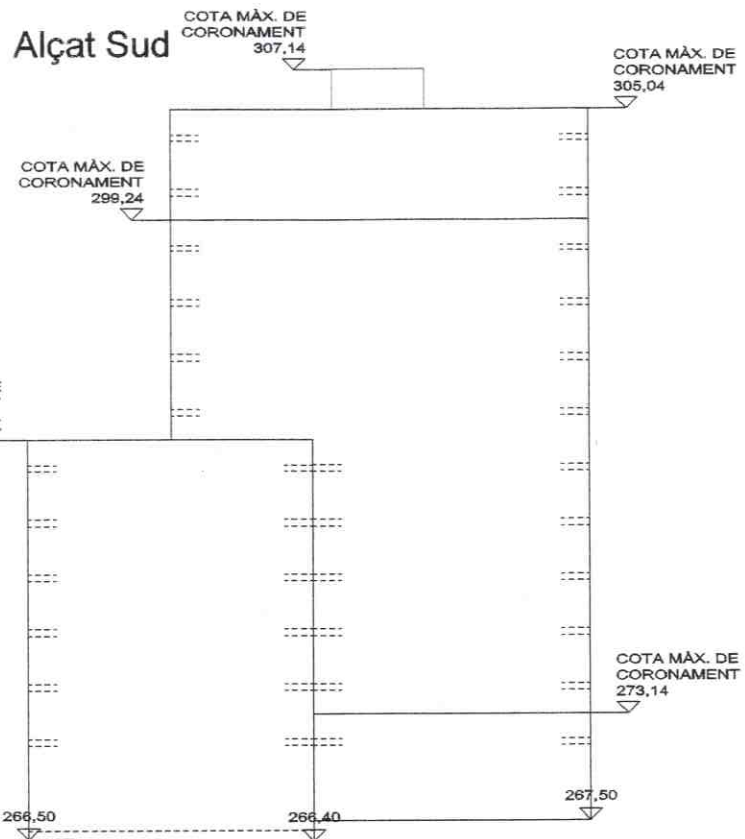 Alçat Sud
COTA MÀX. DE
CORONAMENT
307,14
COTA MÀX. DE
CORONAMENT
305,04
COTA MÀX. DE
CORONAMENT
299,24
COTA MÀX. DE
CORONAMENT
273,14
266,50
266,40
267,50